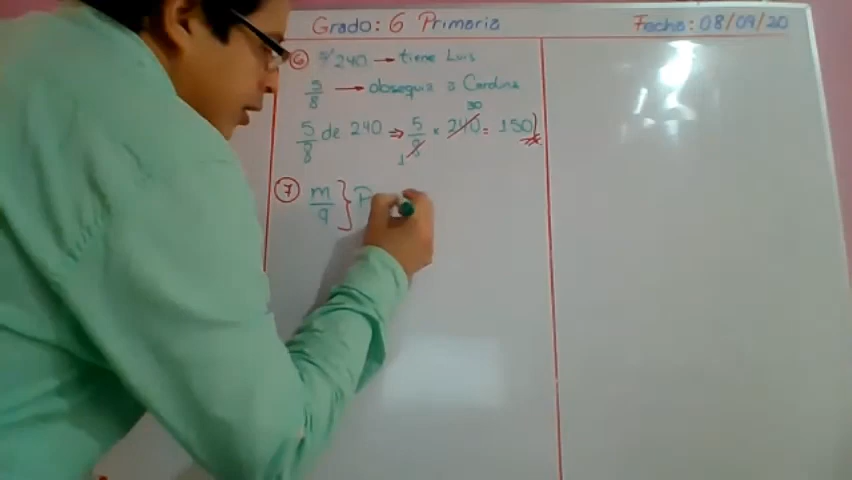 Grado: 6 Primaria
Fecha: 08/09/20
6 S/ 240 → tiene Luis
5/8 → obsequia a Carolina
5/8 de 240 ⇒ 5/8 × 240 = 150
30
1
7 m/9 } P